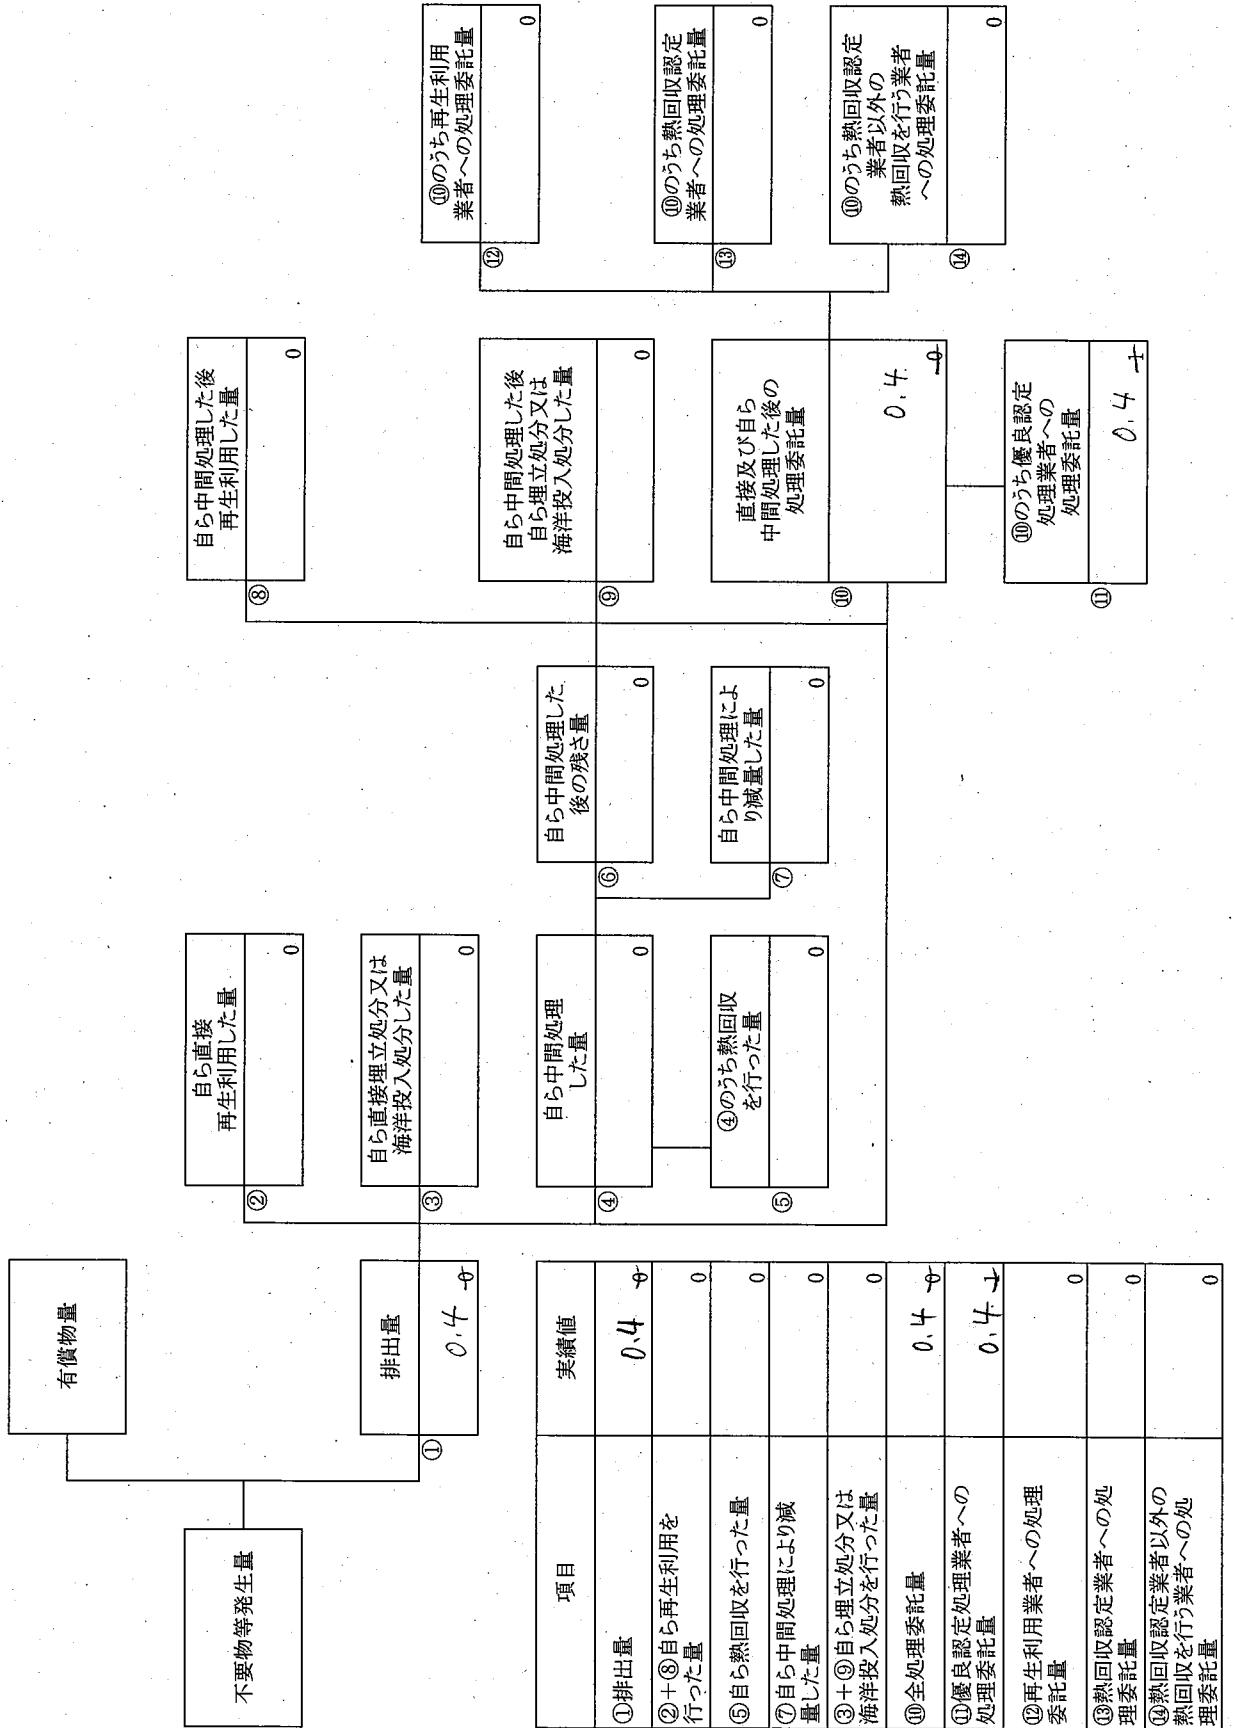 不要物等発生量
有償物量
①
排出量
0.4 0
②
自ら直接
再生利用した量
0
③
自ら直接埋立処分又は
海洋投入処分した量
0
④
自ら中間処理
した量
0
⑤
④のうち熱回収
を行った量
0
⑥
自ら中間処理した
後の残さ量
0
⑦
自ら中間処理によ
り減量した量
0
⑧
自ら中間処理した後
再生利用した量
0
⑨
自ら中間処理した後
自ら埋立処分又は
海洋投入処分した量
0
⑩
直接及び自ら
中間処理した後の
処理委託量
0.4 0
⑪
⑩のうち優良認定
処理業者への
処理委託量
0.4 1
⑫
⑩のうち再生利用
業者への処理委託量
0
⑬
⑩のうち熱回収認定
業者への処理委託量
0
⑭
⑩のうち熱回収認定
業者以外の
熱回収を行う業者
への処理委託量
0
項目 実績値
①排出量 0.4 0
②+⑧自ら再生利用を
行った量 0
⑤自ら熱回収を行った量 0
⑦自ら中間処理により減
量した量 0
③+⑨自ら埋立処分又は
海洋投入処分を行った量 0
⑩全処理委託量 0.4 0
⑪優良認定処理業者への
処理委託量 0.4 1
⑫再生利用業者への処理
委託量 0
⑬熱回収認定業者への処
理委託量 0
⑭熱回収認定業者以外の
熱回収を行う業者への処
理委託量 0